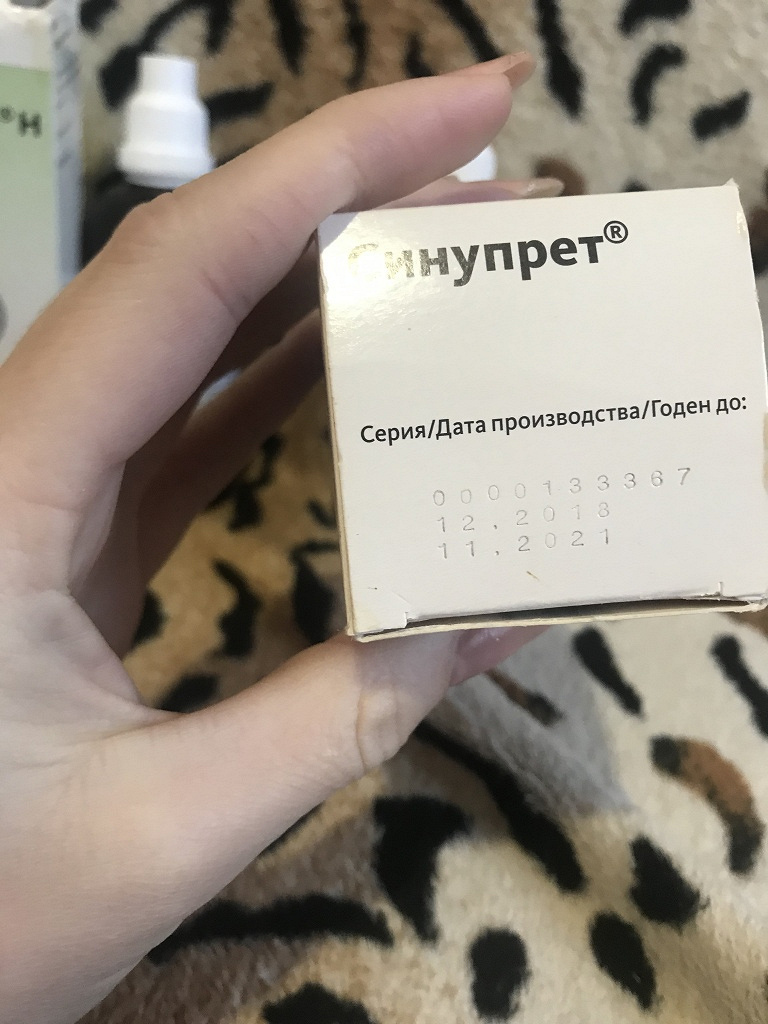 Синупрет®
Серия/Дата производства/Годен до:
0000133367
12.2018
11.2021